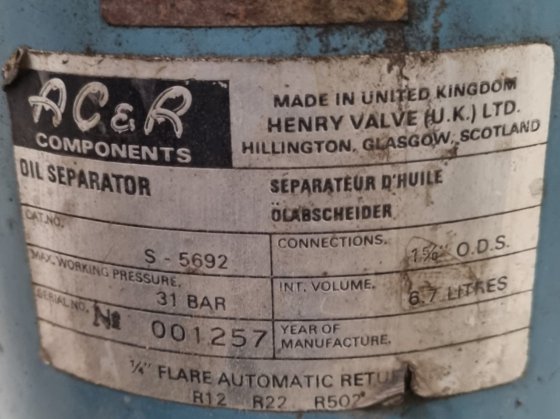 AC&R
COMPONENTS
MADE IN UNITED KINGDOM
HENRY VALVE (U.K.) LTD.
HILLINGTON, GLASGOW, SCOTLAND
OIL SEPARATOR
SÉPARATEUR D'HUILE
ÖLABSCHEIDER
CAT.NO.
S - 5692
CONNECTIONS.
1⅝" O.D.S.
MAX. WORKING PRESSURE.
31 BAR
INT. VOLUME.
6.7 LITRES
SERIAL NO.
№ 001257
YEAR OF
MANUFACTURE.
¼" FLARE AUTOMATIC RETU
R12 R22 R502